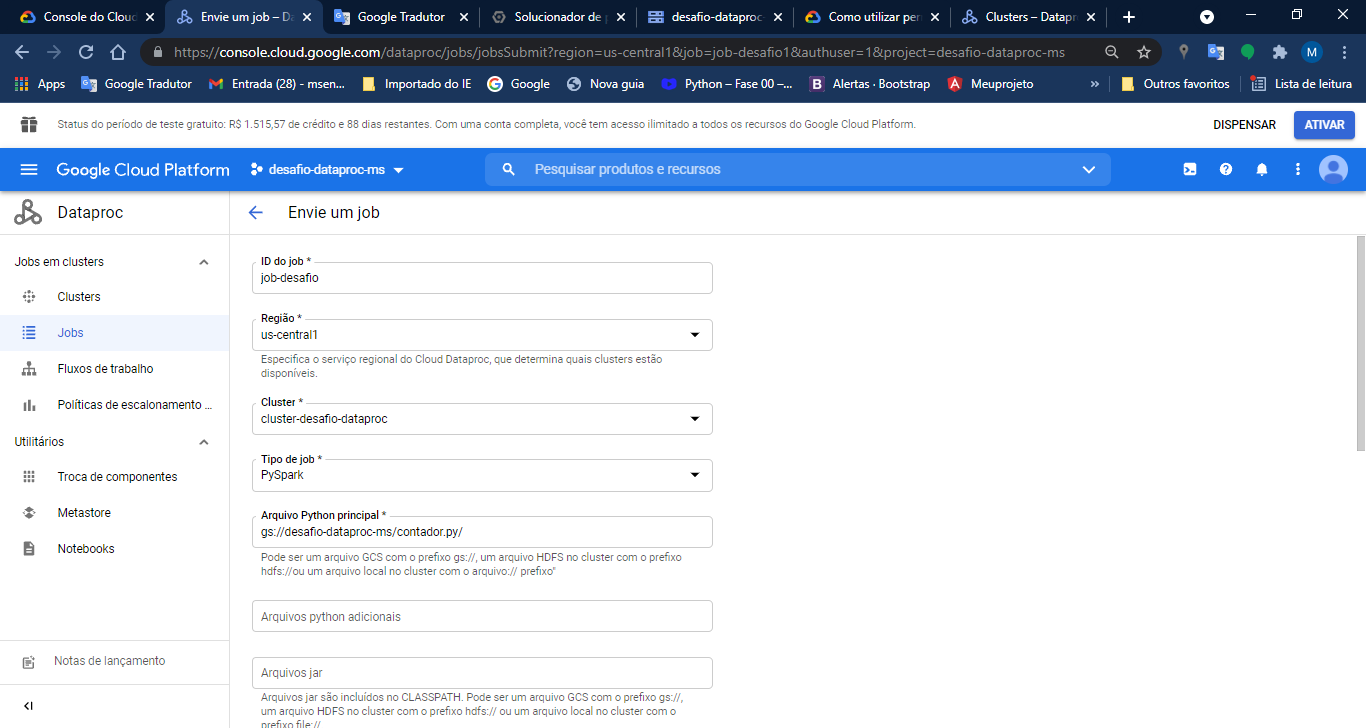 Console do Cloud
Envie um job – Da
Google Tradutor
Solucionador de p
desafio-dataproc-
Como utilizar per
Clusters – Datapr
https://console.cloud.google.com/dataproc/jobs/jobsSubmit?region=us-central1&job=job-desafio1&authuser=1&project=desafio-dataproc-ms
M
Apps
Google Tradutor
Entrada (28) - msen...
Importado do IE
Google
Nova guia
Python – Fase 00 –...
B
Alertas · Bootstrap
Meuprojeto
»
Outros favoritos
Lista de leitura
Status do período de teste gratuito: R$ 1.515,57 de crédito e 88 dias restantes. Com uma conta completa, você tem acesso ilimitado a todos os recursos do Google Cloud Platform.
DISPENSAR
ATIVAR
Google Cloud Platform
desafio-dataproc-ms
Pesquisar produtos e recursos
Dataproc
Envie um job
Jobs em clusters
Clusters
Jobs
Fluxos de trabalho
Políticas de escalonamento ...
Utilitários
Troca de componentes
Metastore
Notebooks
Notas de lançamento
ID do job *
job-desafio
Região *
us-central1
Especifica o serviço regional do Cloud Dataproc, que determina quais clusters estão
disponíveis.
Cluster *
cluster-desafio-dataproc
Tipo de job *
PySpark
Arquivo Python principal *
gs://desafio-dataproc-ms/contador.py/
Pode ser um arquivo GCS com o prefixo gs://, um arquivo HDFS no cluster com o prefixo
hdfs://ou um arquivo local no cluster com o arquivo:// prefixo"
Arquivos python adicionais
Arquivos jar
Arquivos jar são incluídos no CLASSPATH. Pode ser um arquivo GCS com o prefixo gs://,
um arquivo HDFS no cluster com o prefixo hdfs:// ou um arquivo local no cluster com o
prefixo file://